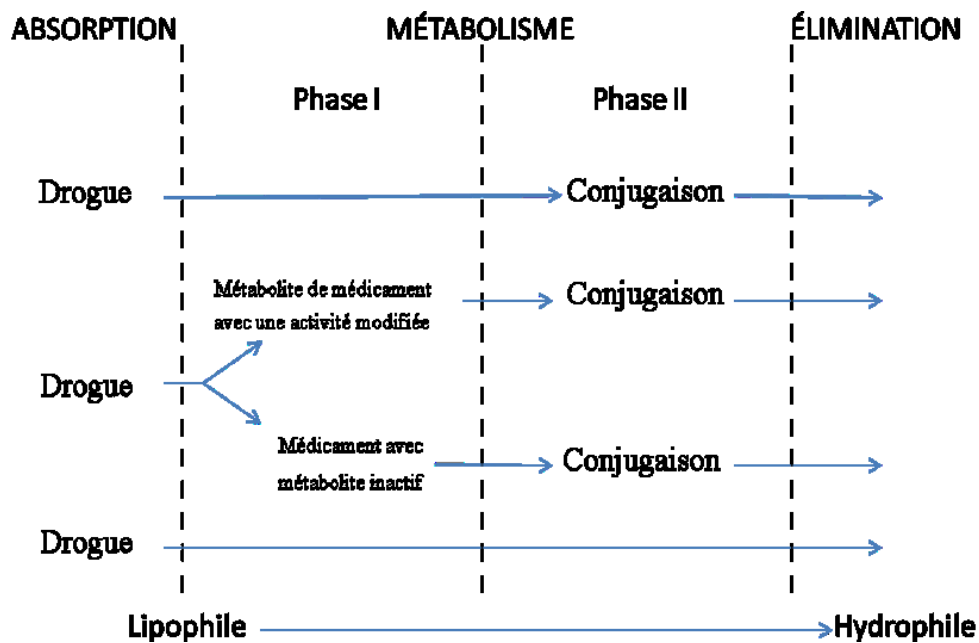 ABSORPTION MÉTABOLISME ÉLIMINATION
Phase I Phase II
Drogue Conjugaison
Métabolite de médicament
avec une activité modifiée
Conjugaison
Drogue
Médicament avec
métabolite inactif
Conjugaison
Drogue
Lipophile Hydrophile